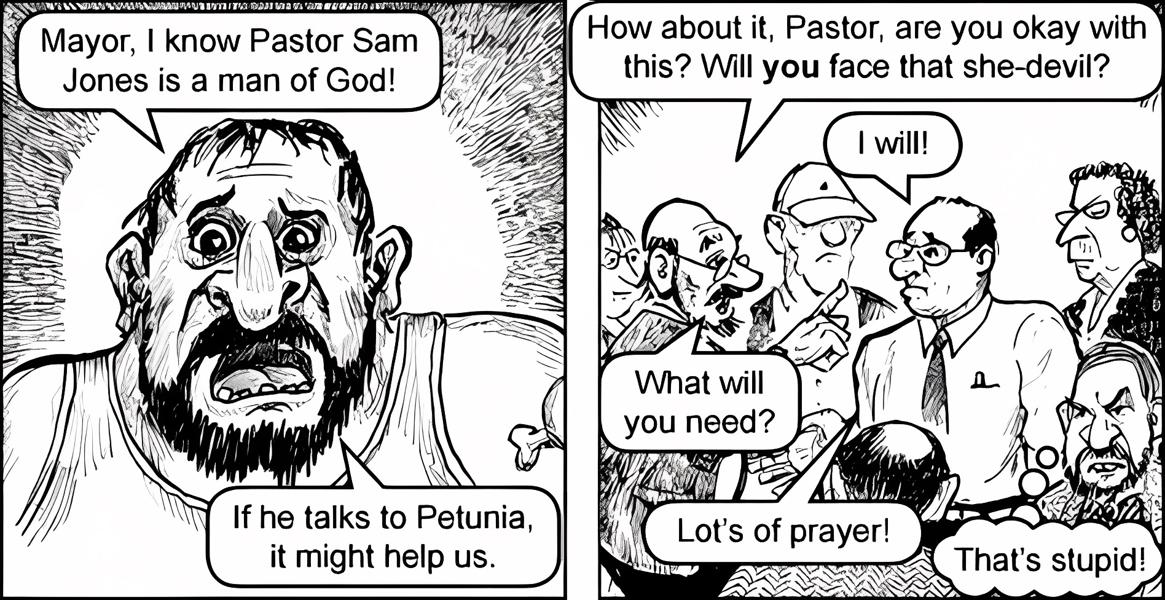 Mayor, I know Pastor Sam
Jones is a man of God!
If he talks to Petunia,
it might help us.
How about it, Pastor, are you okay with
this? Will you face that she-devil?
I will!
What will
you need?
Lot's of prayer!
That's stupid!